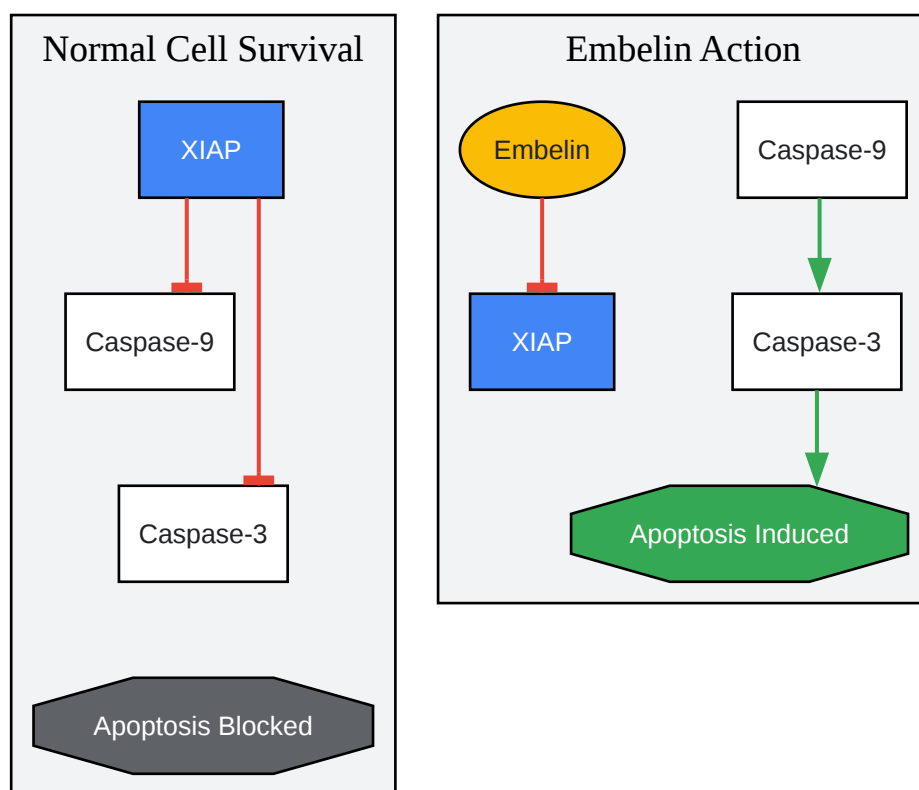 Normal Cell Survival
XIAP
Caspase-9
Caspase-3
Apoptosis Blocked
Embelin Action
Embelin
Caspase-9
XIAP
Caspase-3
Apoptosis Induced